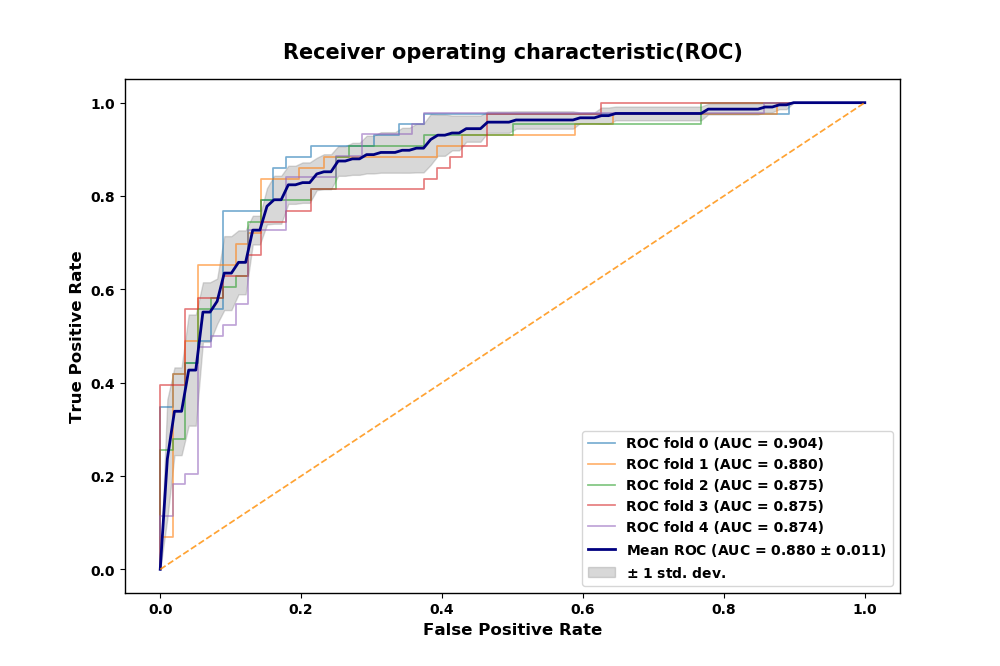 Receiver operating characteristic(ROC)
True Positive Rate
1.0
0.8
0.6
0.4
0.2
0.0
ROC fold 0 (AUC = 0.904)
ROC fold 1 (AUC = 0.880)
ROC fold 2 (AUC = 0.875)
ROC fold 3 (AUC = 0.875)
ROC fold 4 (AUC = 0.874)
Mean ROC (AUC = 0.880 ± 0.011)
± 1 std. dev.
0.0 0.2 0.4 0.6 0.8 1.0
False Positive Rate